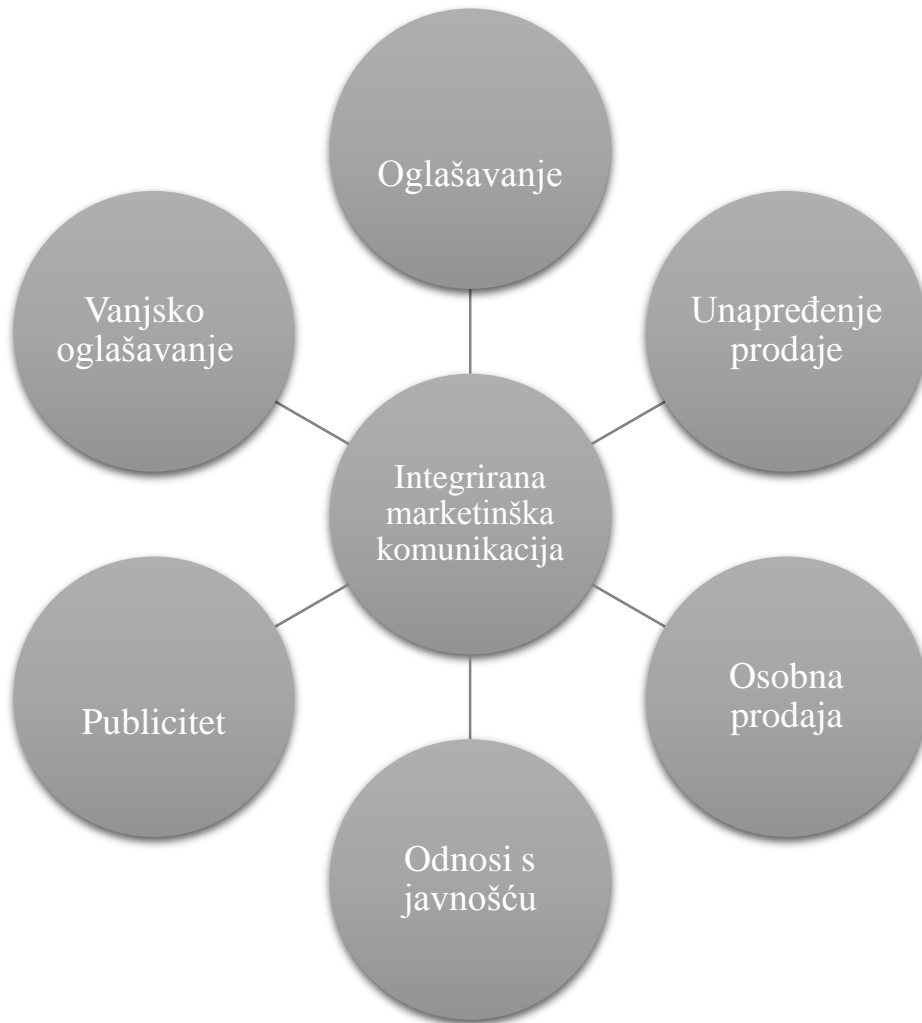 Oglašavanje
Unapređenje
prodaje
Osobna
prodaja
Odnosi s
javnošću
Publicitet
Vanjsko
oglašavanje
Integrirana
marketinška
komunikacija